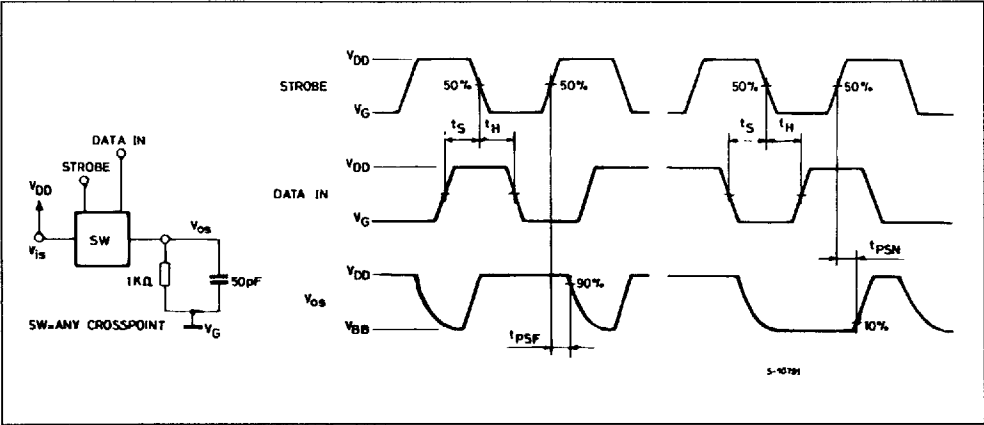 DATA IN
STROBE
VDD
Vis
SW
Vos
1KΩ
50pF
SW=ANY CROSSPOINT
VG
STROBE
VDD
VG
50%
50%
50%
50%
tS
tH
tS
tH
DATA IN
VDD
VG
Vos
VDD
VBB
90%
tPSF
tPSN
10%
S-10791